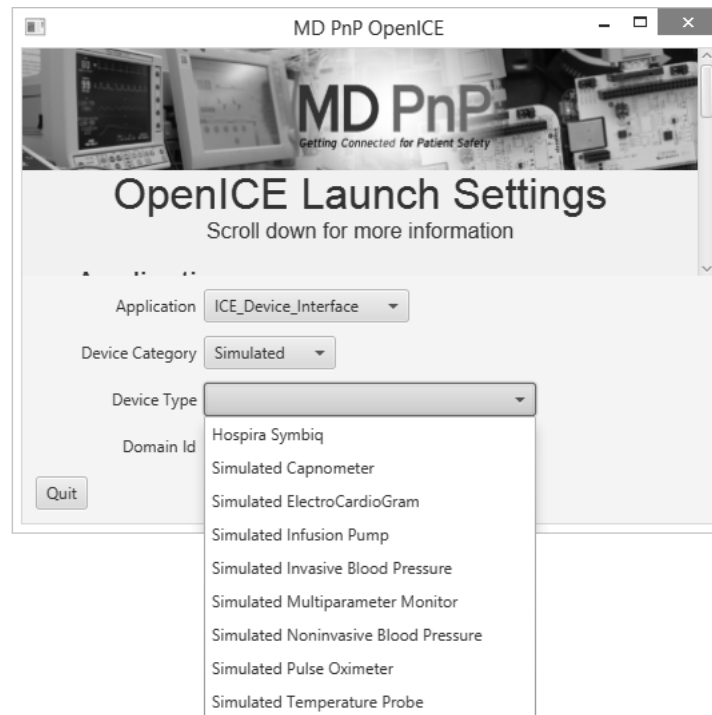 MD PnP OpenICE
MD PnP
Getting Connected for Patient Safety
OpenICE Launch Settings
Scroll down for more information
Application ICE_Device_Interface
Device Category Simulated
Device Type
Domain Id
Hospira Symbiq
Simulated Capnometer
Simulated ElectroCardioGram
Quit
Simulated Infusion Pump
Simulated Invasive Blood Pressure
Simulated Multiparameter Monitor
Simulated Noninvasive Blood Pressure
Simulated Pulse Oximeter
Simulated Temperature Probe